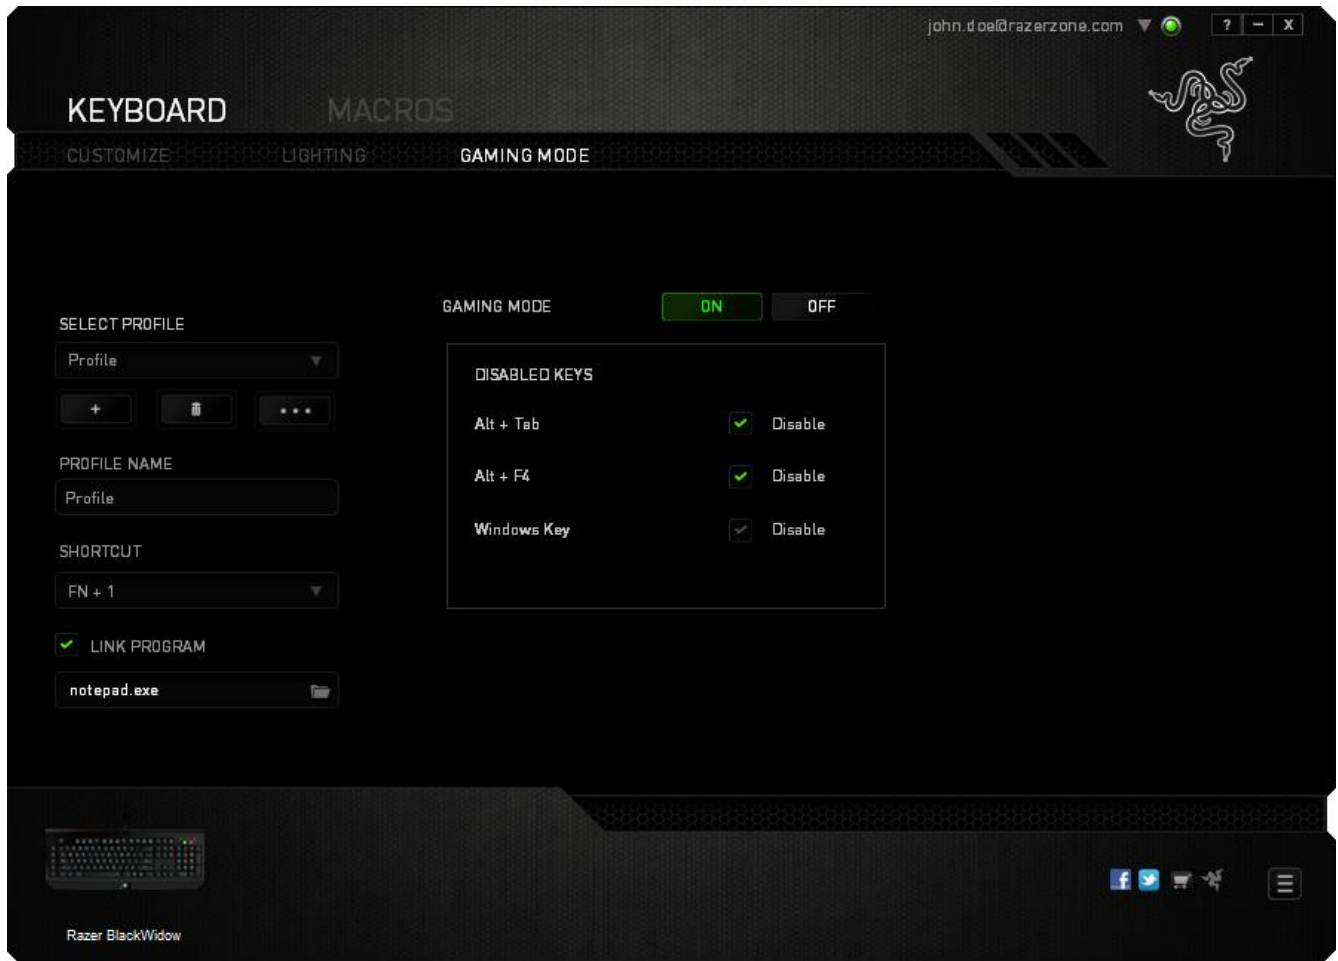 john.doe@razerzone.com
? – X
KEYBOARD MACROS
CUSTOMIZE LIGHTING GAMING MODE
GAMING MODE ON OFF
SELECT PROFILE
Profile
+ •••
PROFILE NAME
Profile
SHORTCUT
FN + 1
LINK PROGRAM
notepad.exe
DISABLED KEYS
Alt + Tab Disable
Alt + F4 Disable
Windows Key Disable
Razer BlackWidow